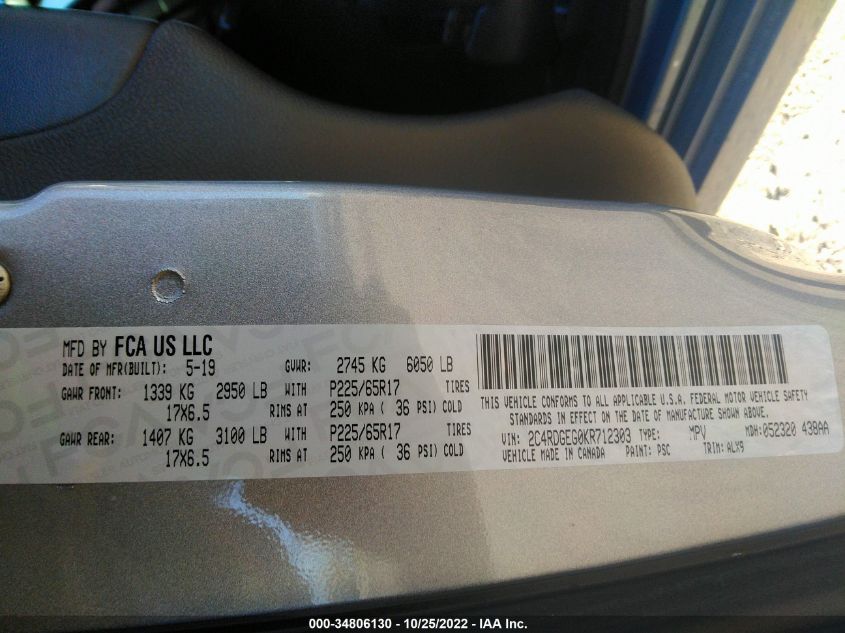 MFD BY FCA US LLC
DATE OF MFR(BUILT): 5-19 GVWR: 2745 KG 6050 LB
GAWR FRONT: 1339 KG 2950 LB WITH P225/65R17 TIRES
17X6.5 RIMS AT 250 KPA ( 36 PSI) COLD
GAWR REAR: 1407 KG 3100 LB WITH P225/65R17 TIRES
17X6.5 RIMS AT 250 KPA ( 36 PSI) COLD
THIS VEHICLE CONFORMS TO ALL APPLICABLE U.S.A. FEDERAL MOTOR VEHICLE SAFETY
STANDARDS IN EFFECT ON THE DATE OF MANUFACTURE SHOWN ABOVE.
VIN: 2C4RDGEG0KR712303 TYPE: MPV MDH: 052320 438AA
VEHICLE MADE IN CANADA PAINT: PSC TRIM: ALX9
000-34806130 - 10/25/2022 - IAA Inc.